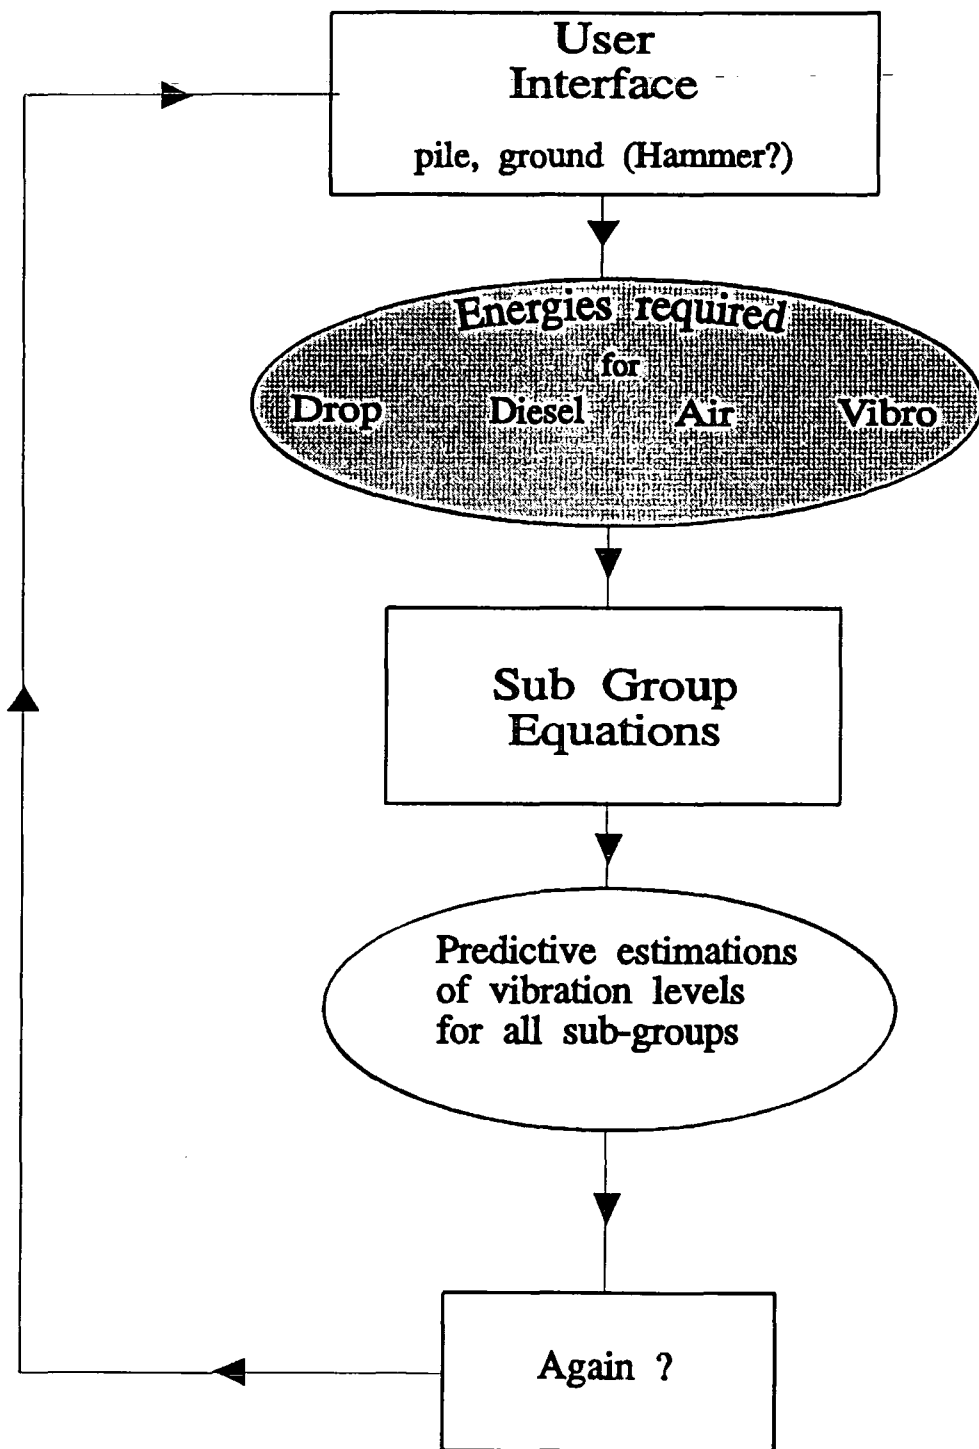 User
Interface
pile, ground (Hammer?)
Energies required
for
Drop Diesel Air Vibro
Sub Group
Equations
Predictive estimations
of vibration levels
for all sub-groups
Again ?